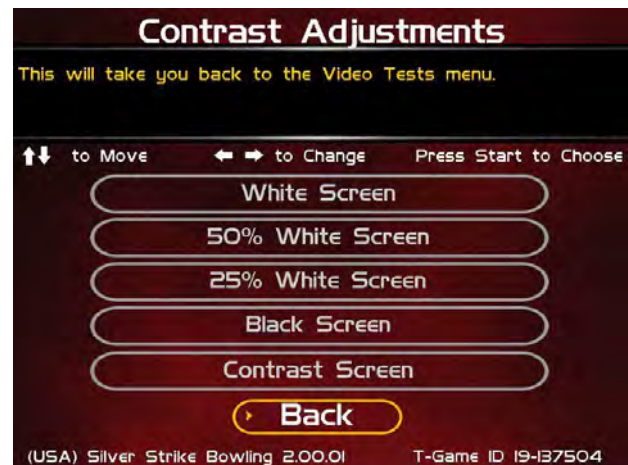 Contrast Adjustments
This will take you back to the Video Tests menu.
to Move to Change Press Start to Choose
White Screen
50% White Screen
25% White Screen
Black Screen
Contrast Screen
Back
(USA) Silver Strike Bowling 2.00.01 T-Game ID 19-137504